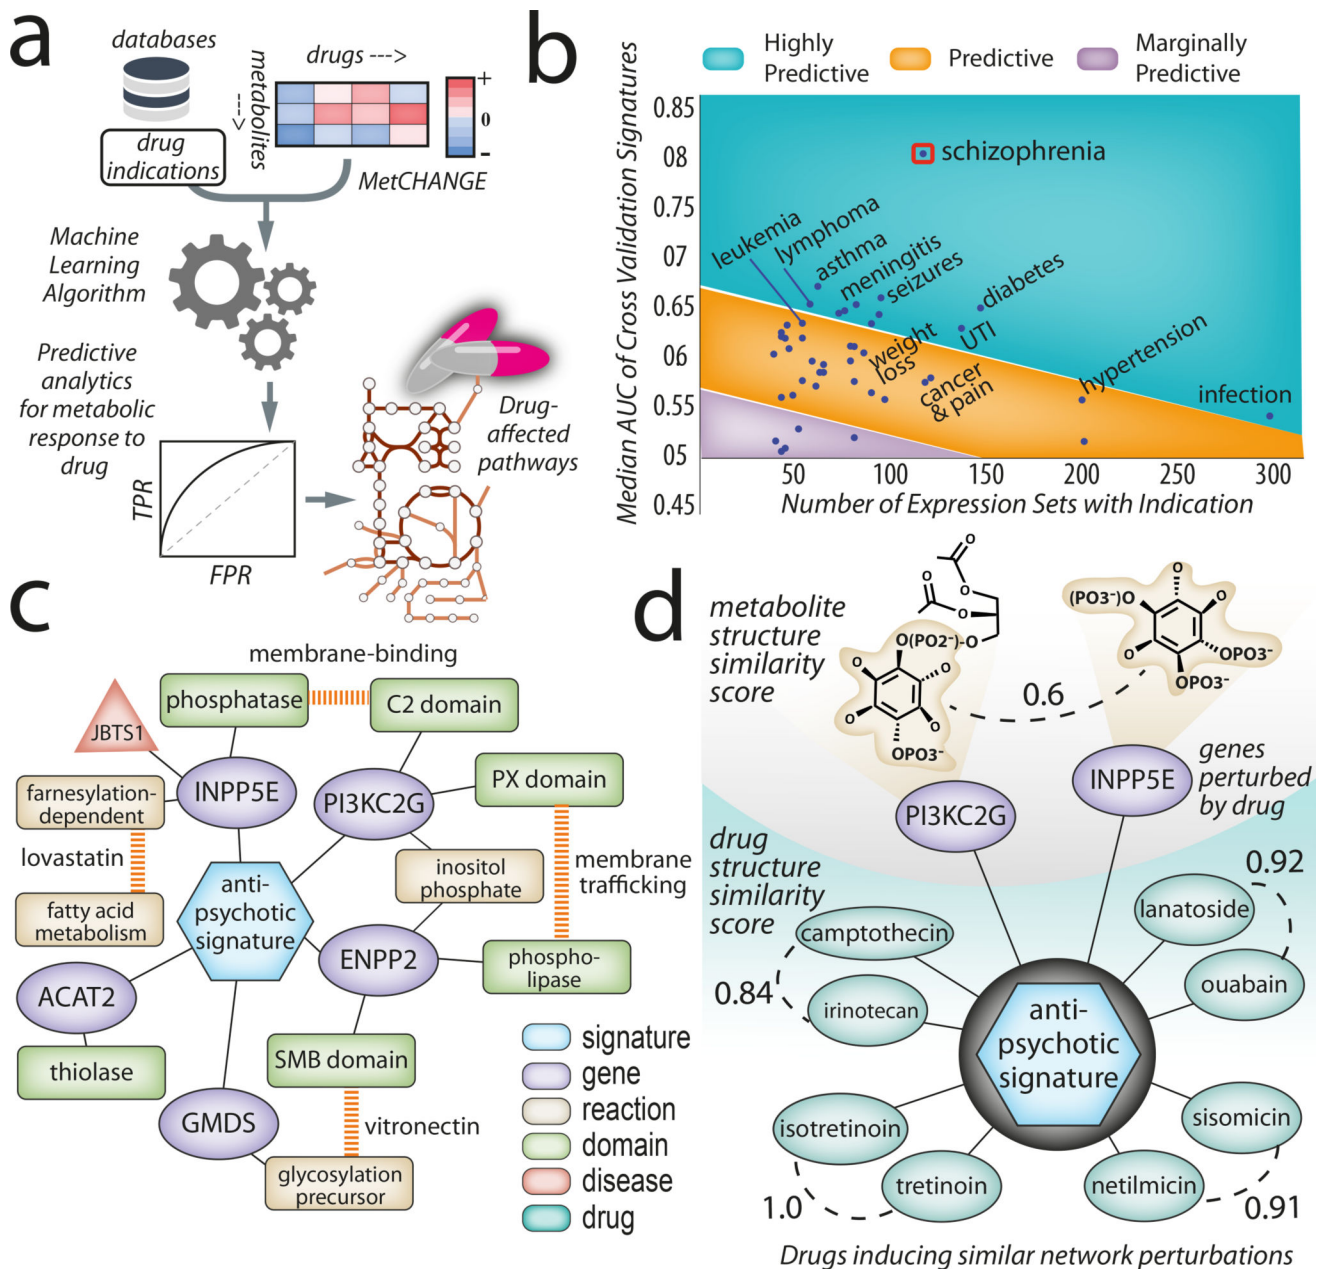 a
databases
drugs --->
metabolites
--->
drug
indications
+
0
-
MetCHANGE
Machine
Learning
Algorithm
Predictive
analytics
for metabolic
response to
drug
TPR
FPR
Drug-
affected
pathways
b
Highly
Predictive
Predictive
Marginally
Predictive
Median AUC of Cross Validation Signatures
0.85
08
0.75
07
0.65
06
0.55
05
0.45
schizophrenia
leukemia
lymphoma
asthma
meningitis
seizures
diabetes
UTI
weight
loss
cancer
& pain
hypertension
infection
50
100
150
200
250
300
Number of Expression Sets with Indication
c
membrane-binding
phosphatase
C2 domain
JBTS1
INPP5E
PI3KC2G
PX domain
farnesylation-
dependent
lovastatin
fatty acid
metabolism
anti-
psychotic
signature
inositol
phosphate
membrane
trafficking
ENPP2
phospho-
lipase
ACAT2
thiolase
SMB domain
GMDS
vitronectin
glycosylation
precursor
signature
gene
reaction
domain
disease
drug
d
metabolite
structure
similarity
score
O
O
O
O
O(PO2-)-O
O
O
O
O
OPO3-
0.6
O
(PO3-)O
O
O
OPO3-
OPO3-
PI3KC2G
INPP5E
genes
perturbed
by drug
drug
structure
similarity
score
camptothecin
0.84
irinotecan
lanatoside
0.92
ouabain
anti-
psychotic
signature
isotretinoin
1.0
tretinoin
netilmicin
sisomicin
0.91
Drugs inducing similar network perturbations